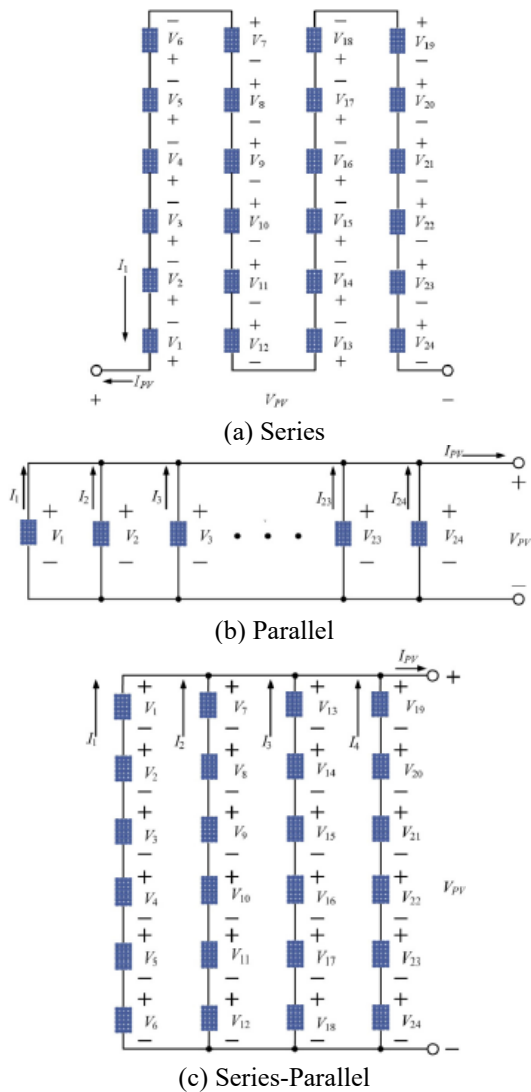 − + − +
V6 V7 V18 V19
+ − + −
− + − +
V5 V8 V17 V20
+ − + −
− + − +
V4 V9 V16 V21
+ − + −
− + − +
V3 V10 V15 V22
+ − + −
I1
− + − +
V2 V11 V14 V23
+ − + −
− + − +
V1 V12 V13 V24
+ − + −
IPV
+ VPV −
(a) Series
IPV
I1 I2 I3 I23 I24
+ + + + + +
V1 V2 V3 • • • V23 V24 VPV
− − − − − −
(b) Parallel
IPV
+
+ + + +
V1 V7 V13 V19
I1 I2 I3 I4
− − − −
+ + + +
V2 V8 V14 V20
− − − −
+ + + +
V3 V9 V15 V21
− − − −
+ + + +
V4 V10 V16 V22 VPV
− − − −
+ + + +
V5 V11 V17 V23
− − − −
+ + + +
V6 V12 V18 V24
− − − −
−
(c) Series-Parallel